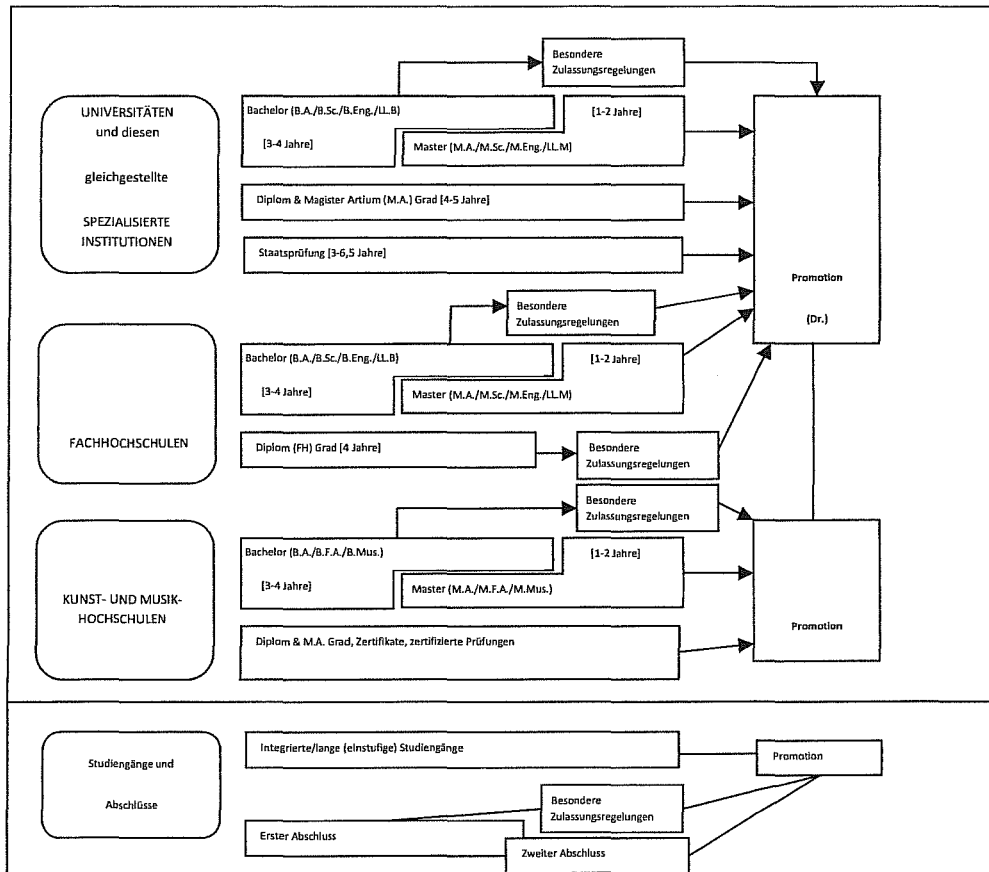 Besondere
Zulassungsregelungen
UNIVERSITÄTEN
und diesen
gleichgestellte
SPEZIALISIERTE
INSTITUTIONEN
Bachelor (B.A./B.Sc./B.Eng./LL.B)
[3-4 Jahre]
[1-2 Jahre]
Master (M.A./M.Sc./M.Eng./LL.M)
Diplom & Magister Artium (M.A.) Grad [4-5 Jahre]
Staatsprüfung [3-6,5 Jahre]
Promotion
(Dr.)
Besondere
Zulassungsregelungen
FACHHOCHSCHULEN
Bachelor (B.A./B.Sc./B.Eng./LL.B)
[3-4 Jahre]
[1-2 Jahre]
Master (M.A./M.Sc./M.Eng./LL.M)
Diplom (FH) Grad [4 Jahre]
Besondere
Zulassungsregelungen
Besondere
Zulassungsregelungen
KUNST- UND MUSIK-
HOCHSCHULEN
Bachelor (B.A./B.F.A./B.Mus.)
[3-4 Jahre]
[1-2 Jahre]
Master (M.A./M.F.A./M.Mus.)
Diplom & M.A. Grad, Zertifikate, zertifizierte Prüfungen
Promotion
Studiengänge und
Abschlüsse
Integrierte/lange (einstufige) Studiengänge
Promotion
Besondere
Zulassungsregelungen
Erster Abschluss
Zweiter Abschluss